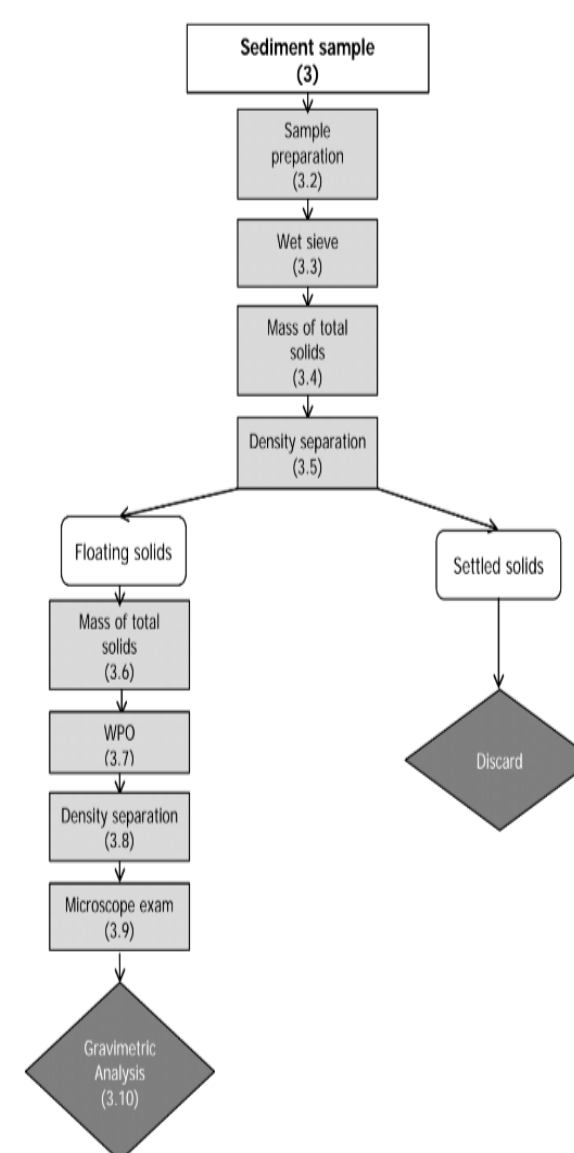 Sediment sample
(3)
Sample
preparation
(3.2)
Wet sieve
(3.3)
Mass of total
solids
(3.4)
Density separation
(3.5)
Floating solids
Settled solids
Mass of total
solids
(3.6)
WPO
(3.7)
Discard
Density separation
(3.8)
Microscope exam
(3.9)
Gravimetric
Analysis
(3.10)